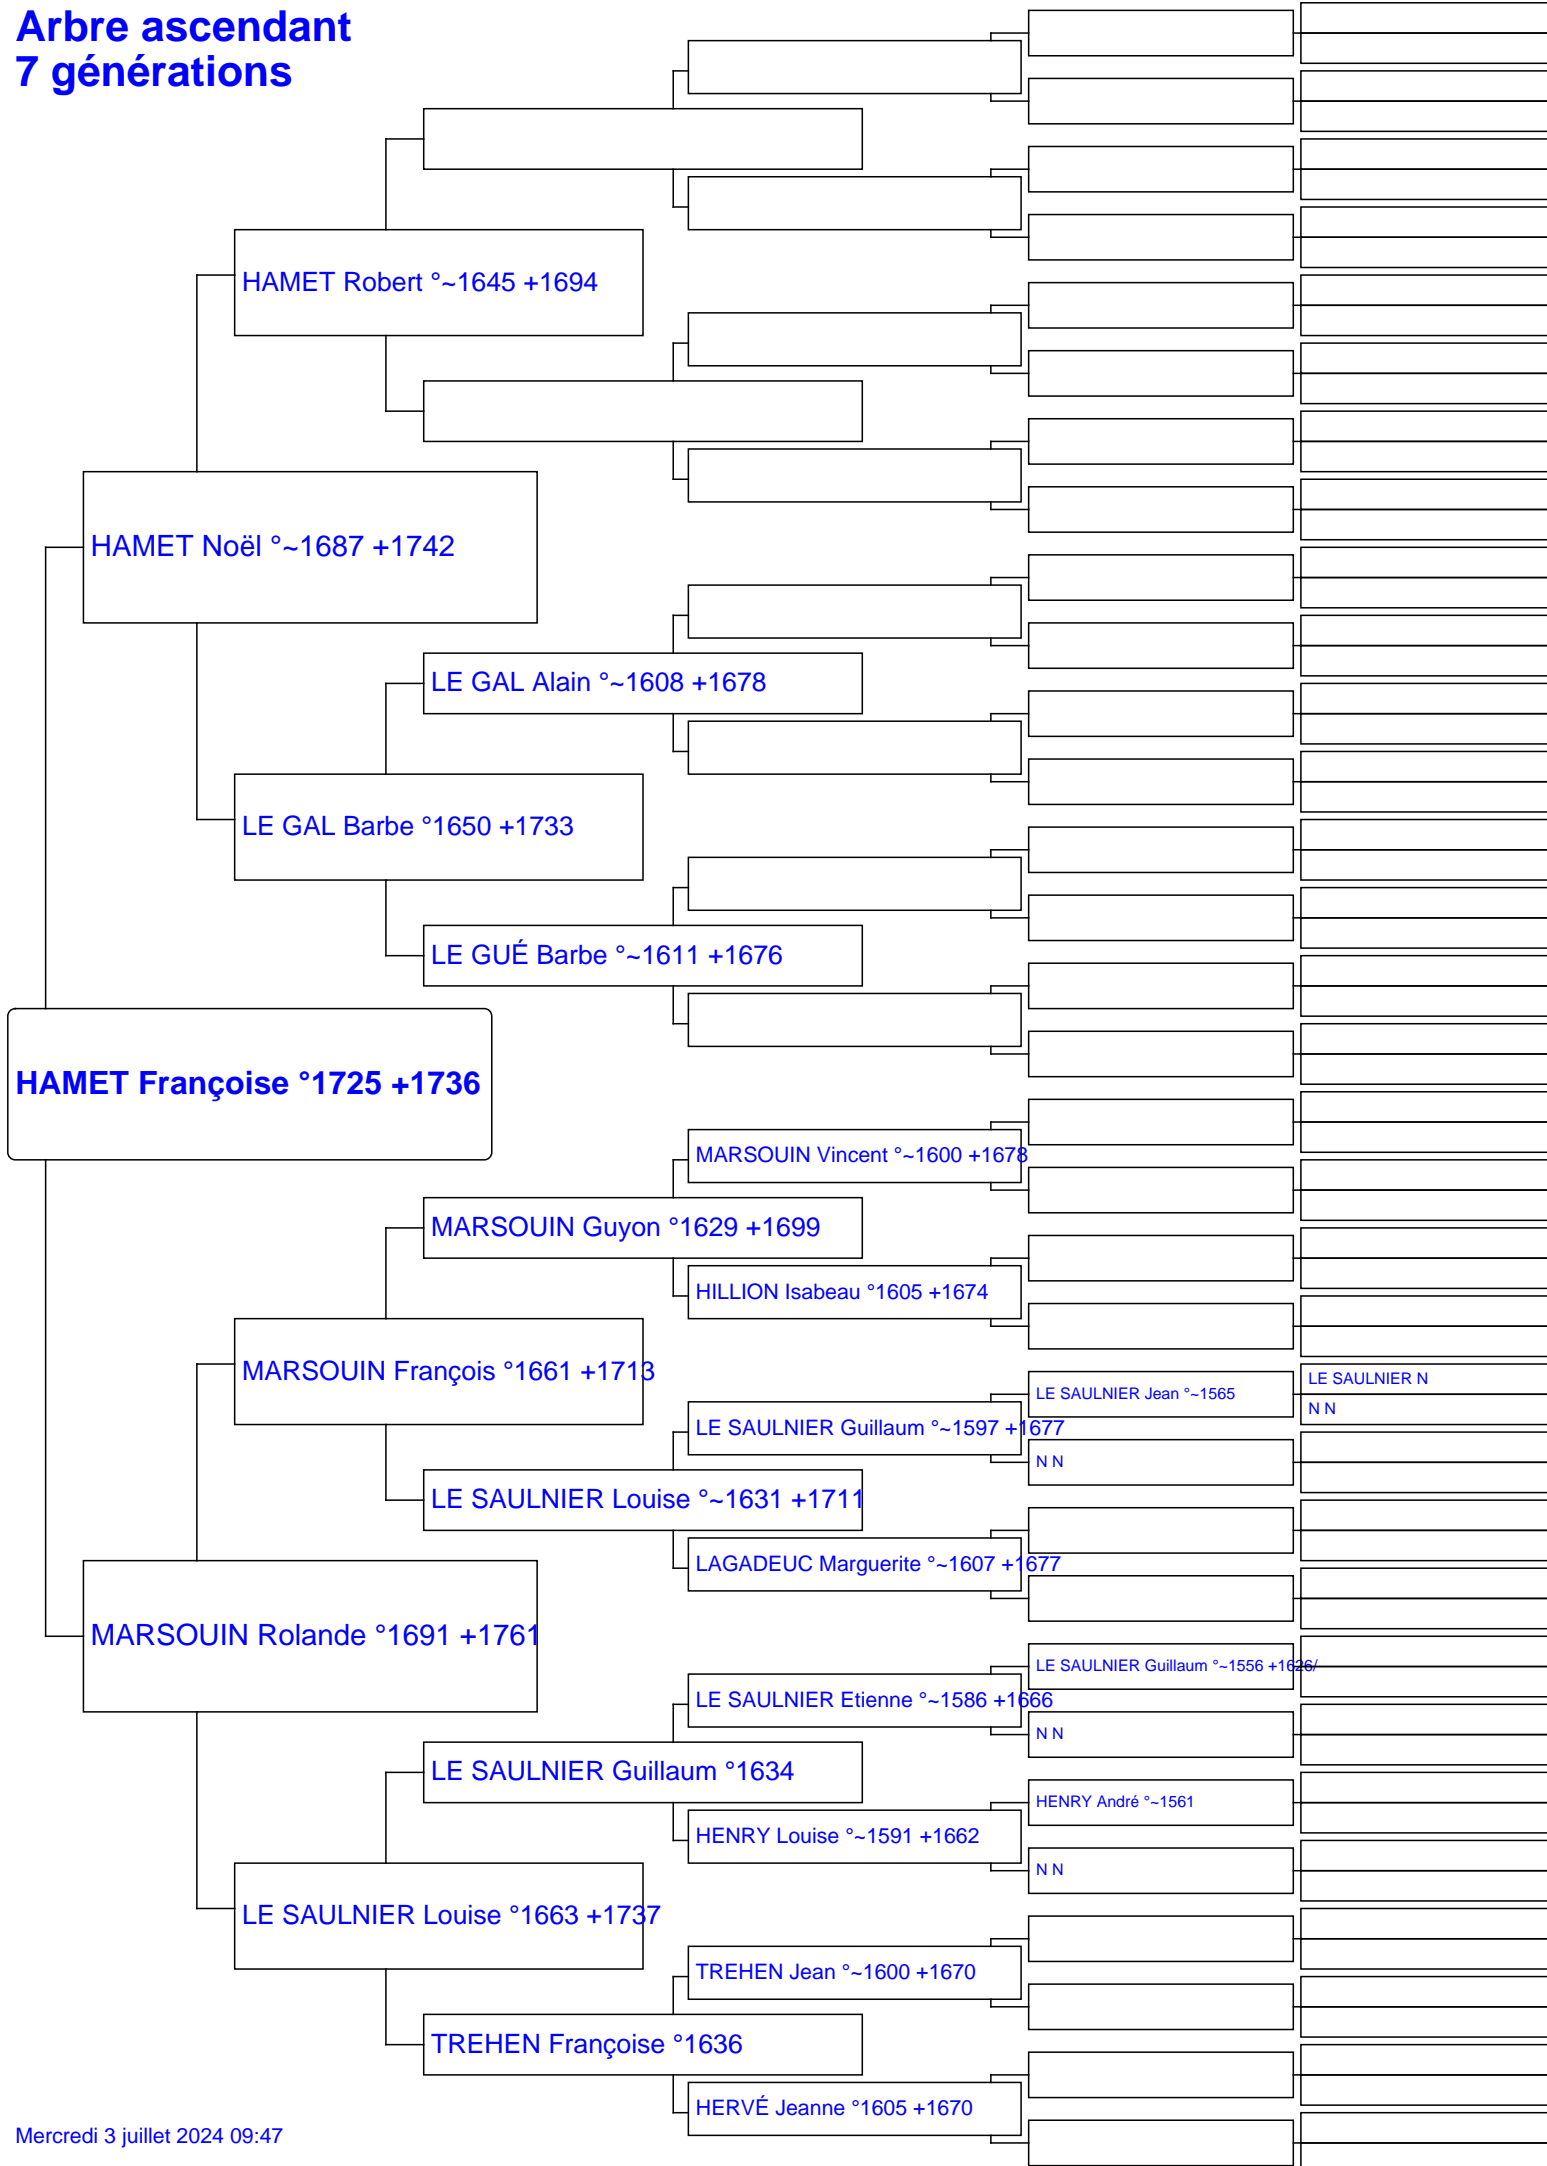 Arbre ascendant
7 générations
HAMET Robert °~1645 +1694
HAMET Noël °~1687 +1742
LE GAL Alain °~1608 +1678
LE GAL Barbe °1650 +1733
LE GUÉ Barbe °~1611 +1676
HAMET Françoise °1725 +1736
MARSOUIN Vincent °~1600 +1678
MARSOUIN Guyon °1629 +1699
HILLION Isabeau °1605 +1674
MARSOUIN François °1661 +1713
LE SAULNIER N
LE SAULNIER Jean °~1565
N N
LE SAULNIER Guillaum °~1597 +1677
N N
LE SAULNIER Louise °~1631 +1711
LAGADEUC Marguerite °~1607 +1677
MARSOUIN Rolande °1691 +1761
LE SAULNIER Guillaum °~1556 +1626/
LE SAULNIER Etienne °~1586 +1666
N N
LE SAULNIER Guillaum °1634
HENRY André °~1561
HENRY Louise °~1591 +1662
N N
LE SAULNIER Louise °1663 +1737
TREHEN Jean °~1600 +1670
TREHEN Françoise °1636
HERVÉ Jeanne °1605 +1670
Mercredi 3 juillet 2024 09:47